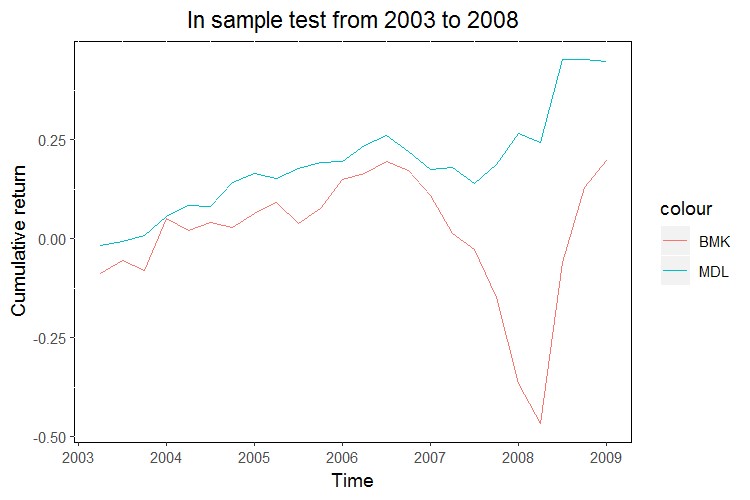 In sample test from 2003 to 2008
Cumulative return
0.25
0.00
-0.25
-0.50
2003 2004 2005 2006 2007 2008 2009
Time
colour
BMK
MDL